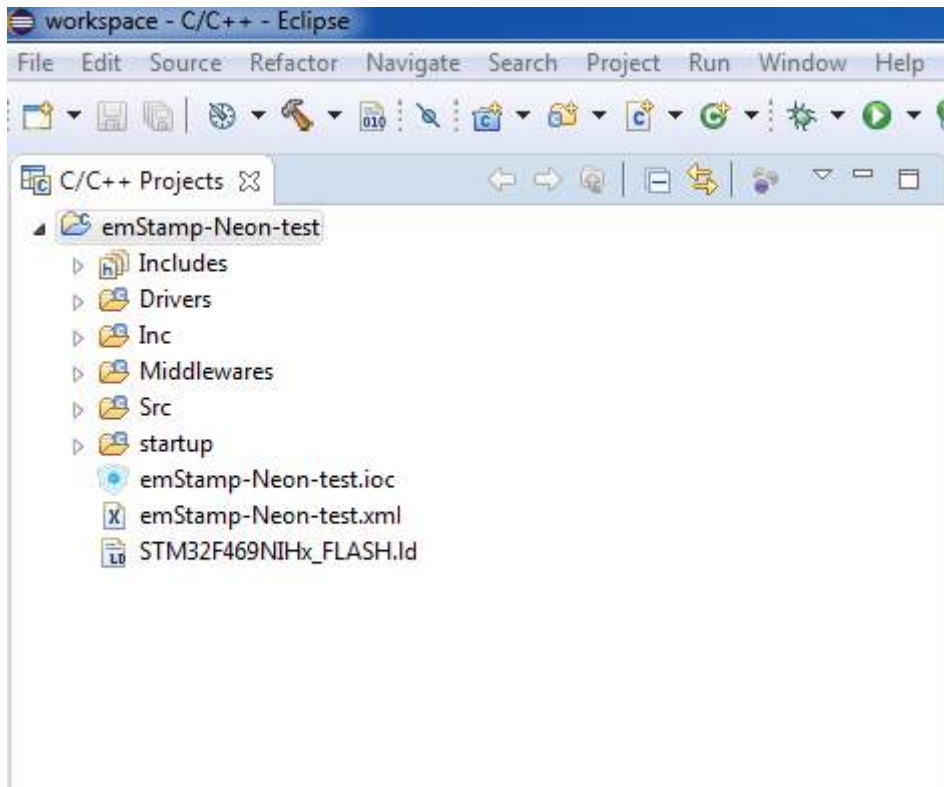 workspace - C/C++ - Eclipse
File Edit Source Refactor Navigate Search Project Run Window Help
010
C/C++ Projects
emStamp-Neon-test
Includes
Drivers
Inc
Middlewares
Src
startup
emStamp-Neon-test.ioc
emStamp-Neon-test.xml
STM32F469NIHx_FLASH.ld